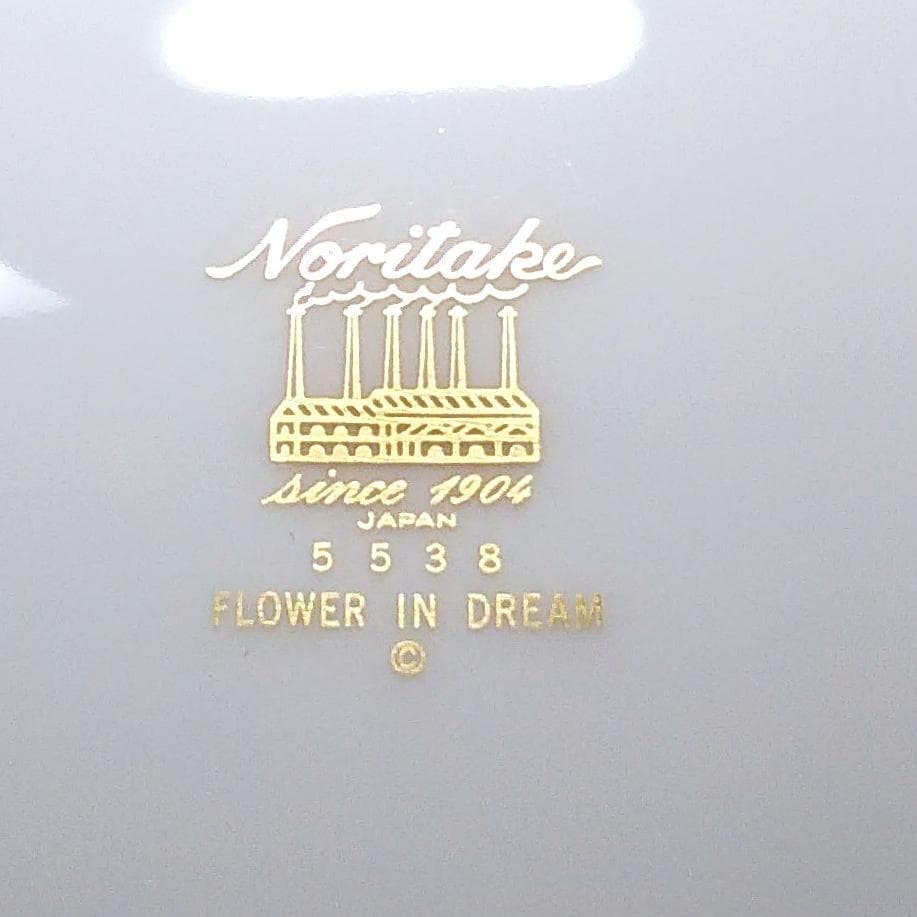 Noritake
since 1904
JAPAN
5 5 3 8
FLOWER IN DREAM
©